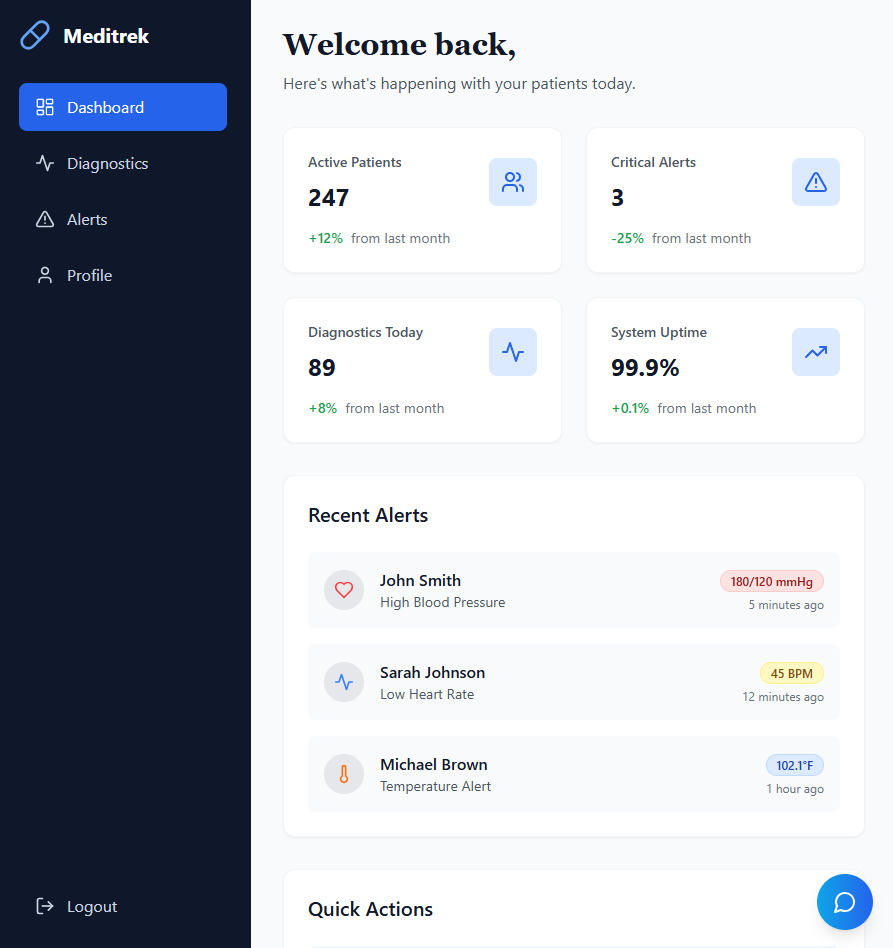 Meditrek
Dashboard
Diagnostics
Alerts
Profile
Logout
Welcome back,
Here's what's happening with your patients today.
Active Patients
247
+12% from last month
Critical Alerts
3
-25% from last month
Diagnostics Today
89
+8% from last month
System Uptime
99.9%
+0.1% from last month
Recent Alerts
John Smith
High Blood Pressure
180/120 mmHg
5 minutes ago
Sarah Johnson
Low Heart Rate
45 BPM
12 minutes ago
Michael Brown
Temperature Alert
102.1°F
1 hour ago
Quick Actions